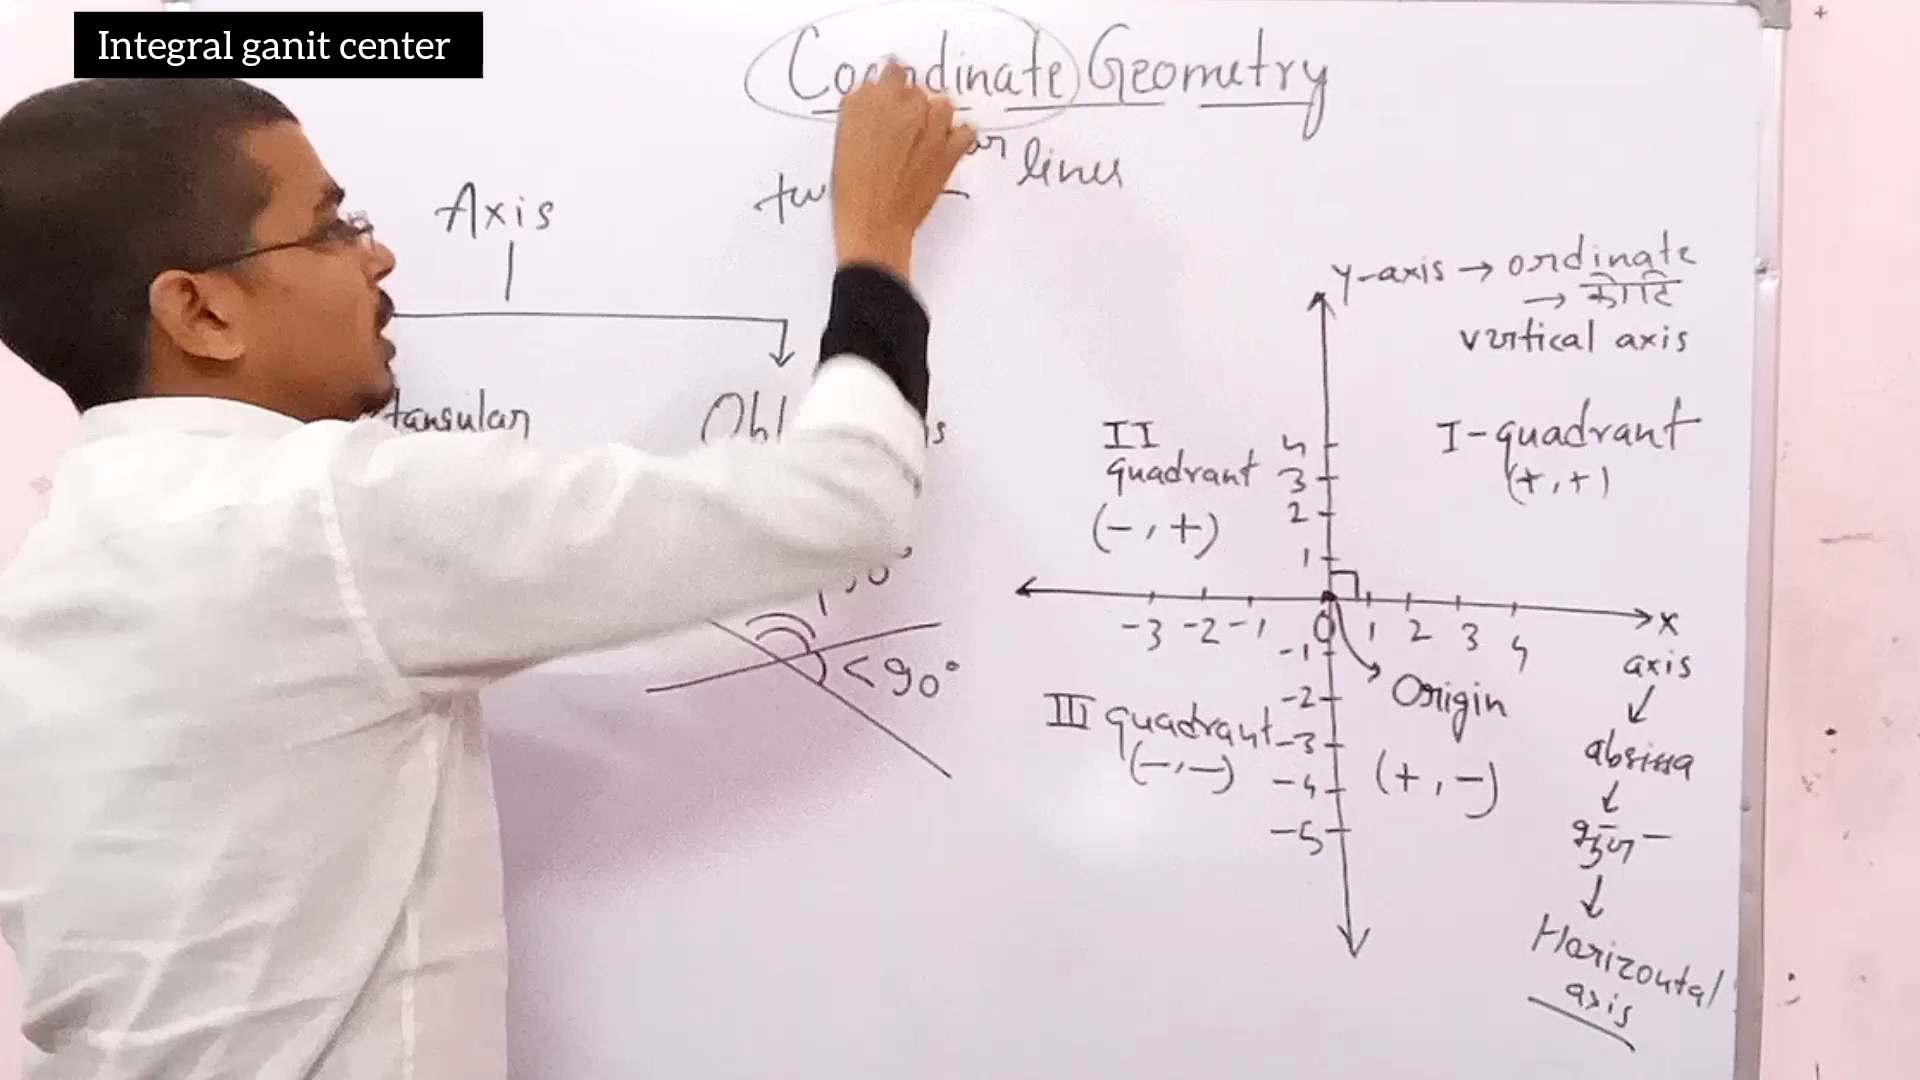 Integral ganit center
Coordinate Geometry
lines
Axis
y-axis → ordinate
→ कोटि
vertical axis
tansular
II
quadrant
(-, +)
I-quadrant
(+, +)
4
3
2
1
-3 -2 -1 0 1 2 3 4
x
axis
<90°
-1
-2
-3
-4
-5
Origin
III quadrant
(-, -)
(+, -)
absissa
भुज
Horizontal
axis